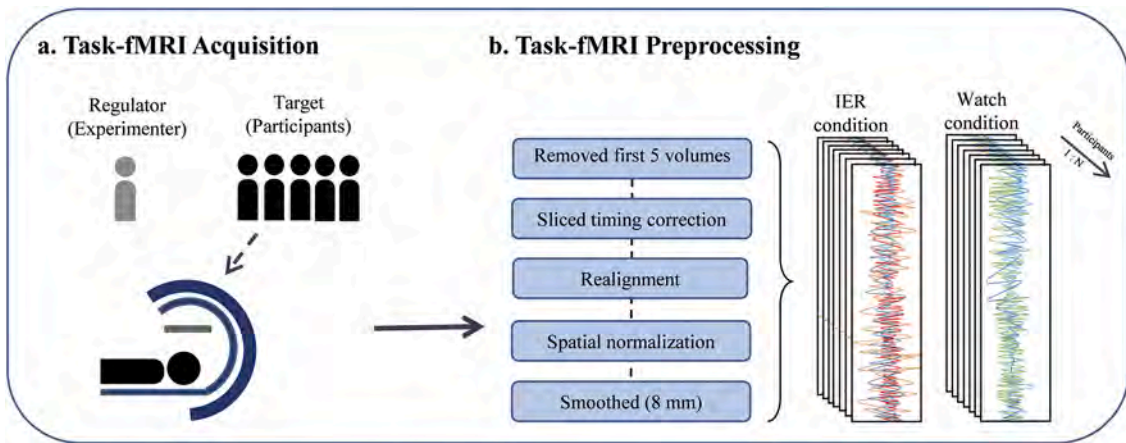 a. Task-fMRI Acquisition
Regulator
(Experimenter)
Target
(Participants)
b. Task-fMRI Preprocessing
Removed first 5 volumes
Sliced timing correction
Realignment
Spatial normalization
Smoothed (8 mm)
IER
condition
Watch
condition
Participants
1 : N